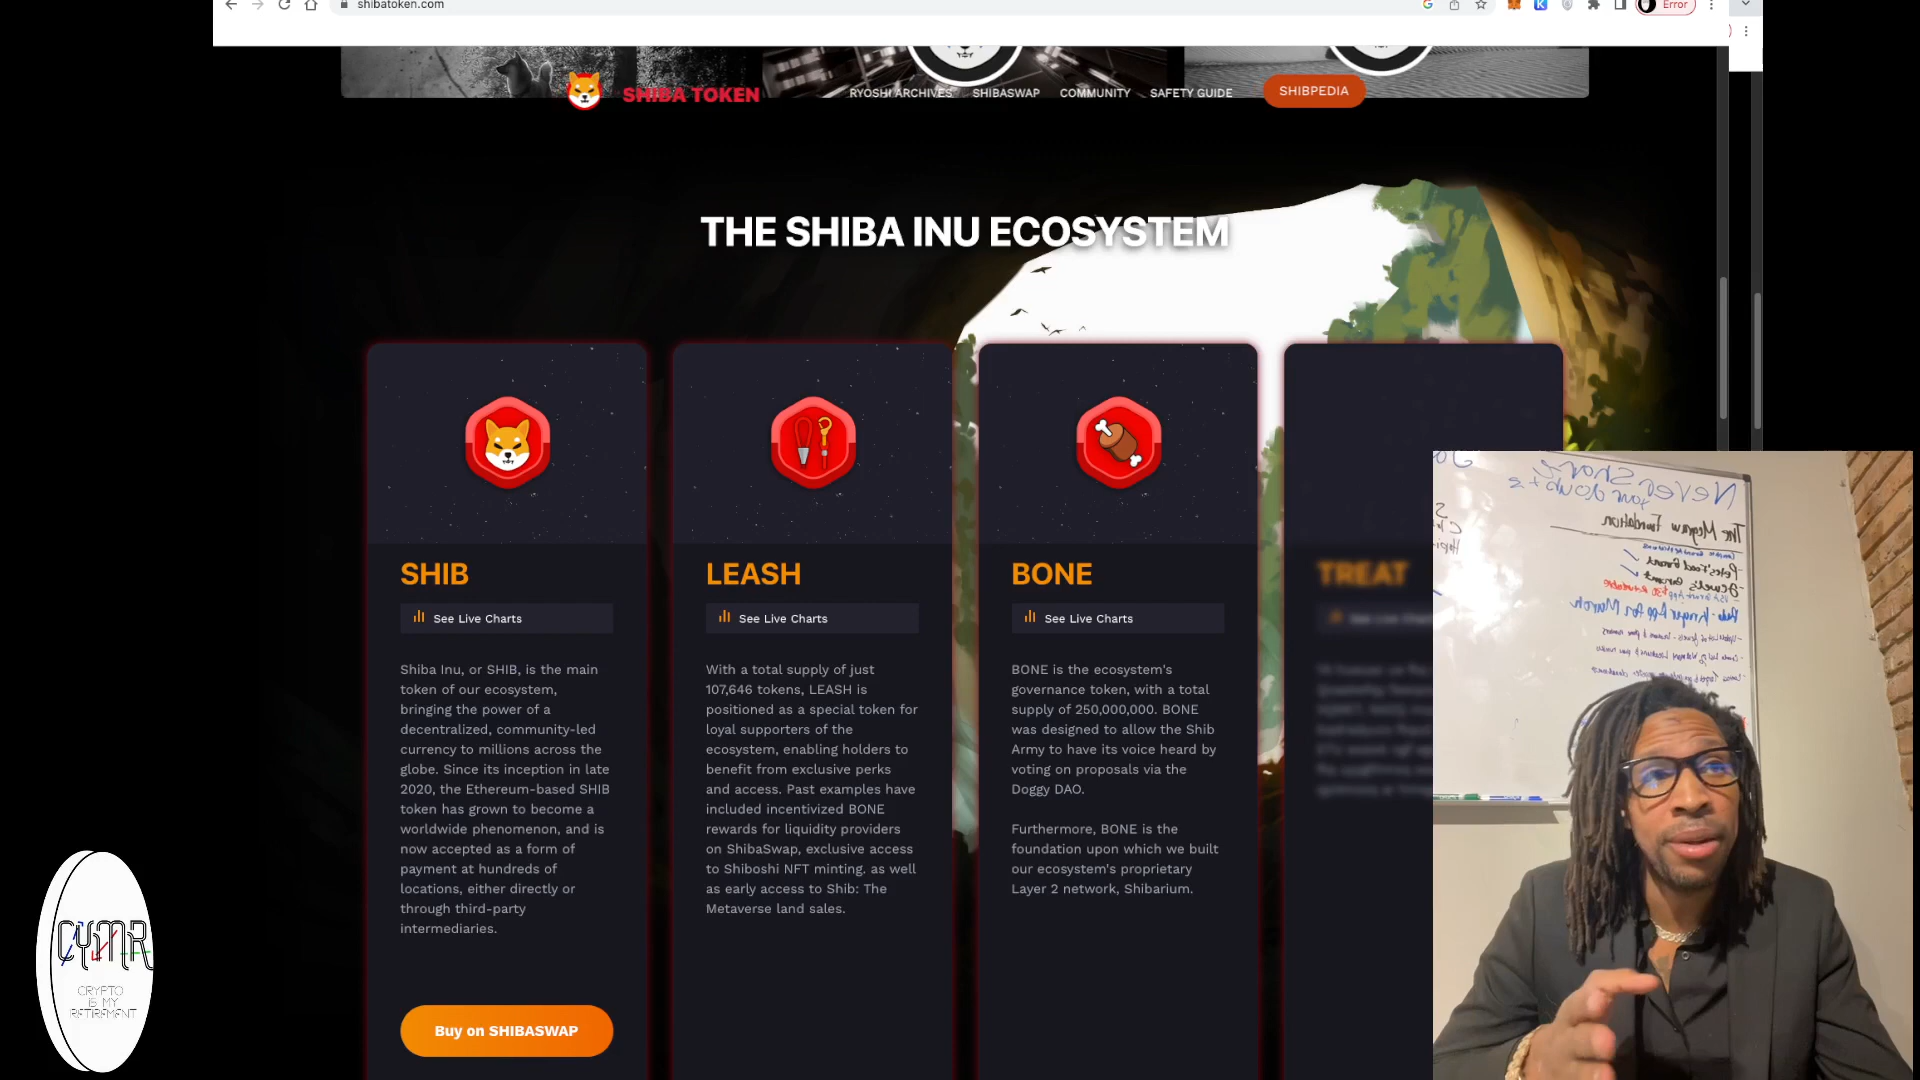 shibatoken.com
Error
SHIBA TOKEN
RYOSHI ARCHIVES
SHIBASWAP
COMMUNITY
SAFETY GUIDE
SHIBPEDIA
THE SHIBA INU ECOSYSTEM
SHIB
See Live Charts
Shiba Inu, or SHIB, is the main
token of our ecosystem,
bringing the power of a
decentralized, community-led
currency to millions across the
globe. Since its inception in late
2020, the Ethereum-based SHIB
token has grown to become a
worldwide phenomenon, and is
now accepted as a form of
payment at hundreds of
locations, either directly or
through third-party
intermediaries.
Buy on SHIBASWAP
LEASH
See Live Charts
With a total supply of just
107,646 tokens, LEASH is
positioned as a special token for
loyal supporters of the
ecosystem, enabling holders to
benefit from exclusive perks
and access. Past examples have
included incentivized BONE
rewards for liquidity providers
on ShibaSwap, exclusive access
to Shiboshi NFT minting. as well
as early access to Shib: The
Metaverse land sales.
BONE
See Live Charts
BONE is the ecosystem's
governance token, with a total
supply of 250,000,000. BONE
was designed to allow the Shib
Army to have its voice heard by
voting on proposals via the
Doggy DAO.
Furthermore, BONE is the
foundation upon which we built
our ecosystem's proprietary
Layer 2 network, Shibarium.
TREAT
See Live
Never
The Megraw Foundation
CYMR
CRYPTO
IS MY
RETIREMENT